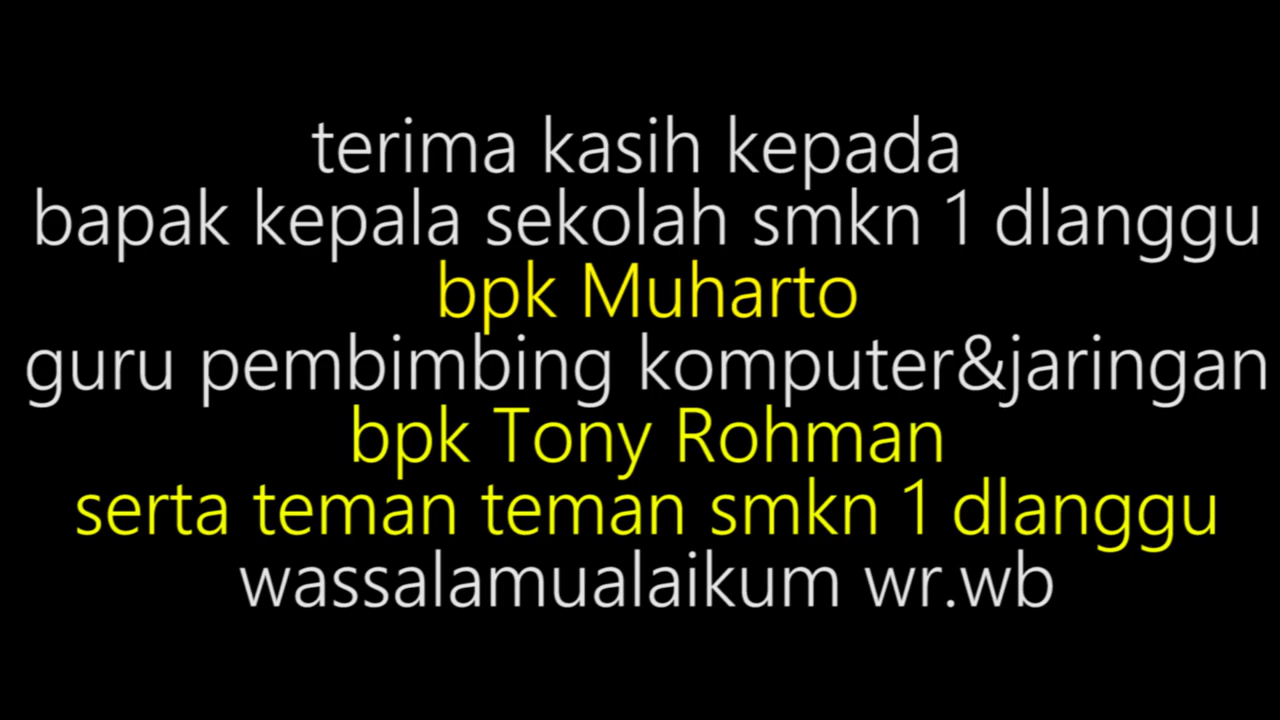 terima kasih kepada
bapak kepala sekolah smkn 1 dlanggu
bpk Muharto
guru pembimbing komputer&jaringan
bpk Tony Rohman
serta teman teman smkn 1 dlanggu
wassalamualaikum wr.wb